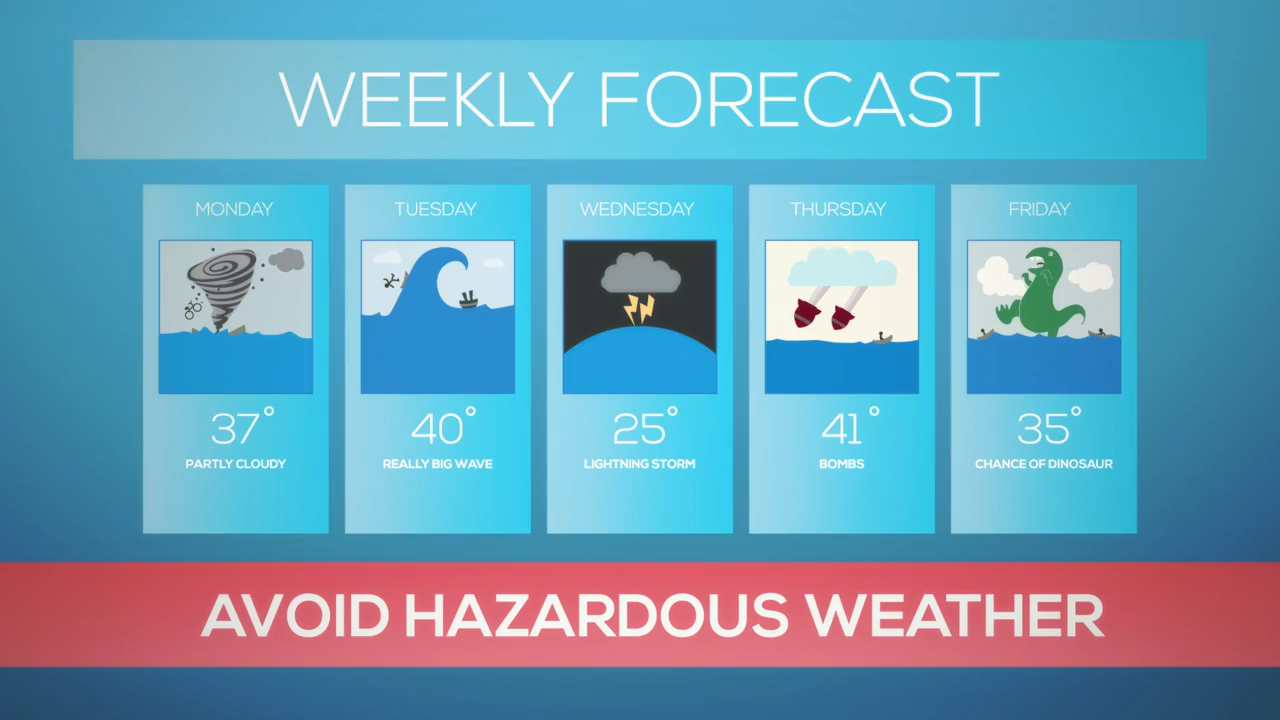 WEEKLY FORECAST
MONDAY
37°
PARTLY CLOUDY
TUESDAY
40°
REALLY BIG WAVE
WEDNESDAY
25°
LIGHTNING STORM
THURSDAY
41°
BOMBS
FRIDAY
35°
CHANCE OF DINOSAUR
AVOID HAZARDOUS WEATHER